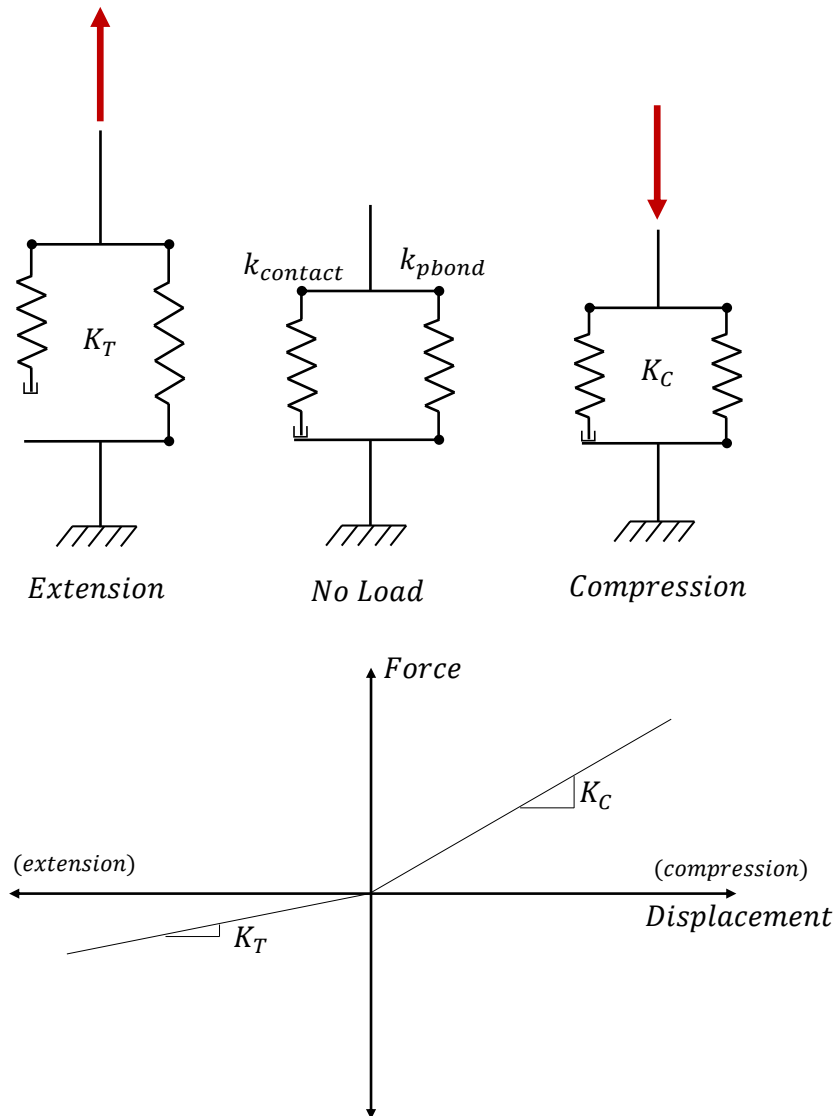 k_contact k_pbond
K_T
K_C
Extension
No Load
Compression
Force
K_C
(extension)
(compression)
Displacement
K_T